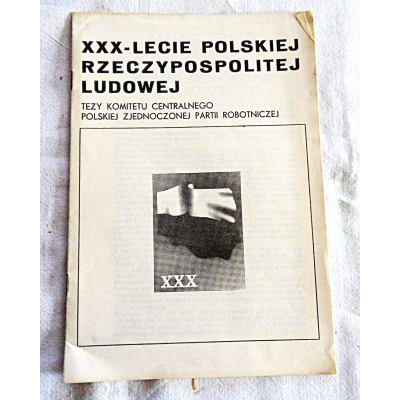 XXX-LECIE POLSKIEJ
RZECZYPOSPOLITEJ
LUDOWEJ
TEZY KOMITETU CENTRALNEGO
POLSKIEJ ZJEDNOCZONEJ PARTII ROBOTNICZEJ
XXX